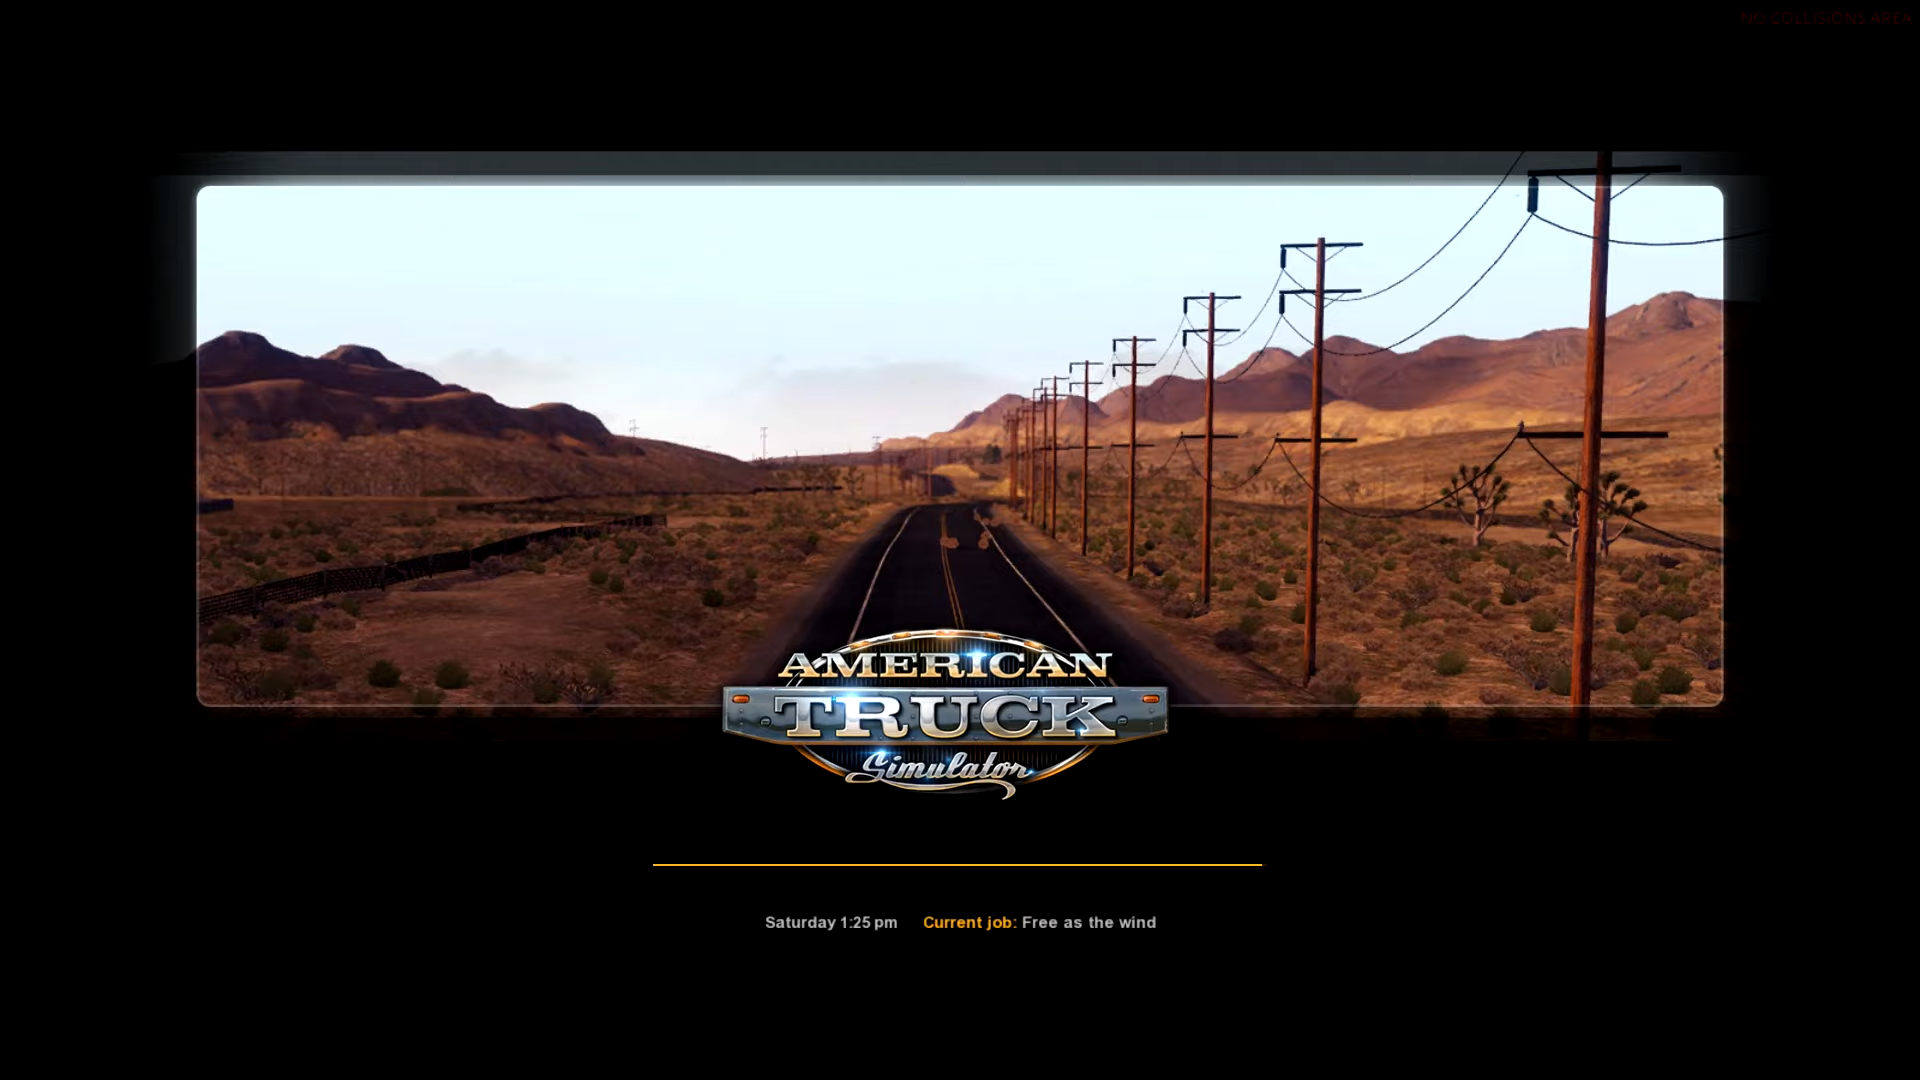 NO COLLISIONS AREA
AMERICAN
TRUCK
Simulator
Saturday 1:25 pm Current job: Free as the wind